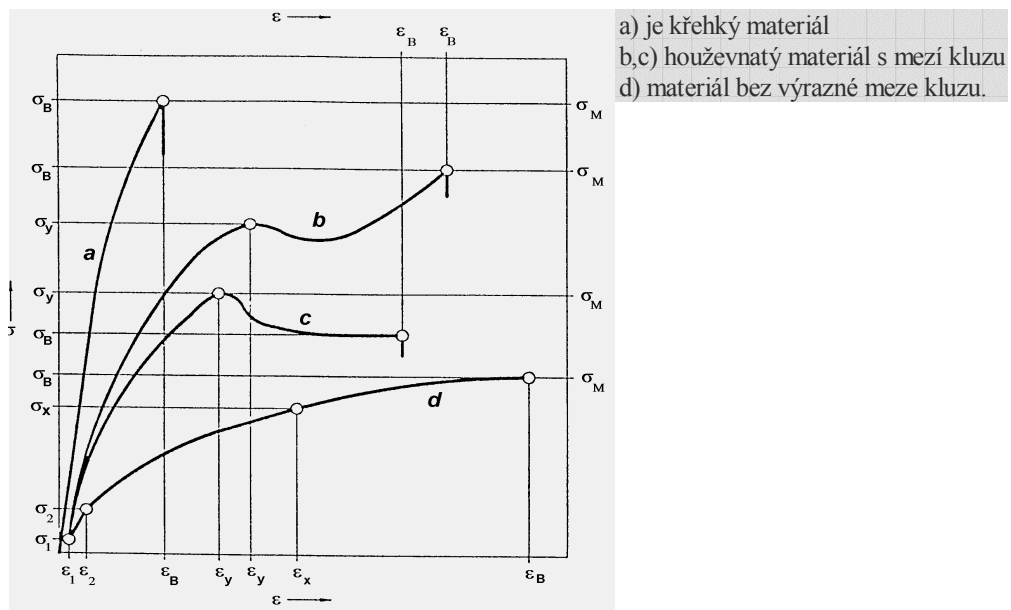 ε
ε_B ε_B
a) je křehký materiál
b,c) houževnatý materiál s mezí kluzu
d) materiál bez výrazné meze kluzu.
σ_B σ_M
σ_B σ_M
σ_y
b
a
σ_y σ_M
c
σ
σ_B
σ_B σ_M
d
σ_x
σ_2
σ_1
ε_1 ε_2 ε_B ε_y ε_y ε_x ε_B
ε